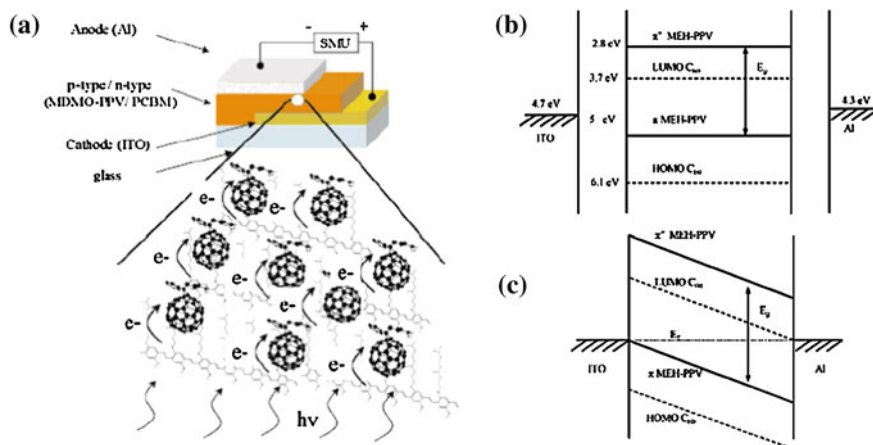 (a)
Anode (Al)
- SMU +
p-type / n-type
(MDMO-PPV/ PCBM)
Cathode (ITO)
glass
e-
e-
e-
e-
e-
e-
e-
e-
e-
hν
(b)
2.8 eV
π* MEH-PPV
LUMO
3.7 eV
Eg
4.7 eV
ITO
5 eV
π MEH-PPV
4.3 eV
Al
HOMO
6.1 eV
(c)
π* MEH-PPV
LUMO
Eg
ITO
π MEH-PPV
Al
HOMO